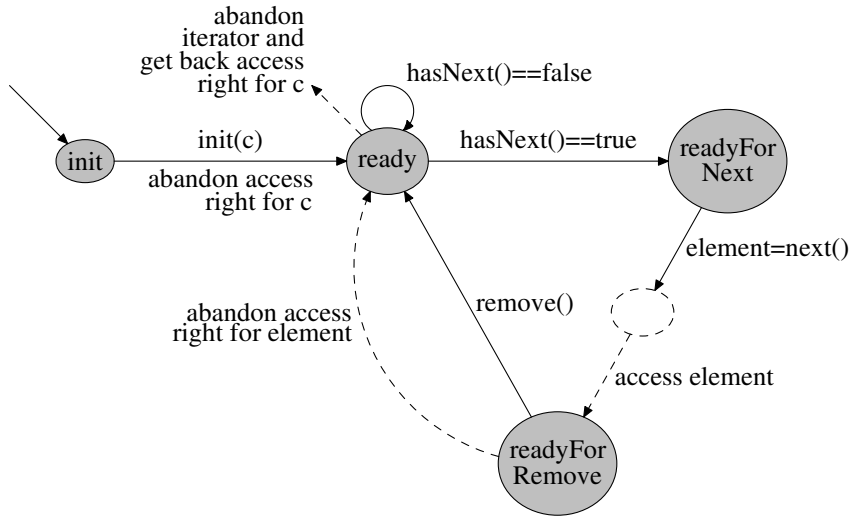 abandon
iterator and
get back access
right for c
hasNext()==false
init
init(c)
abandon access
right for c
ready
hasNext()==true
readyFor
Next
element=next()
abandon access
right for element
remove()
access element
readyFor
Remove